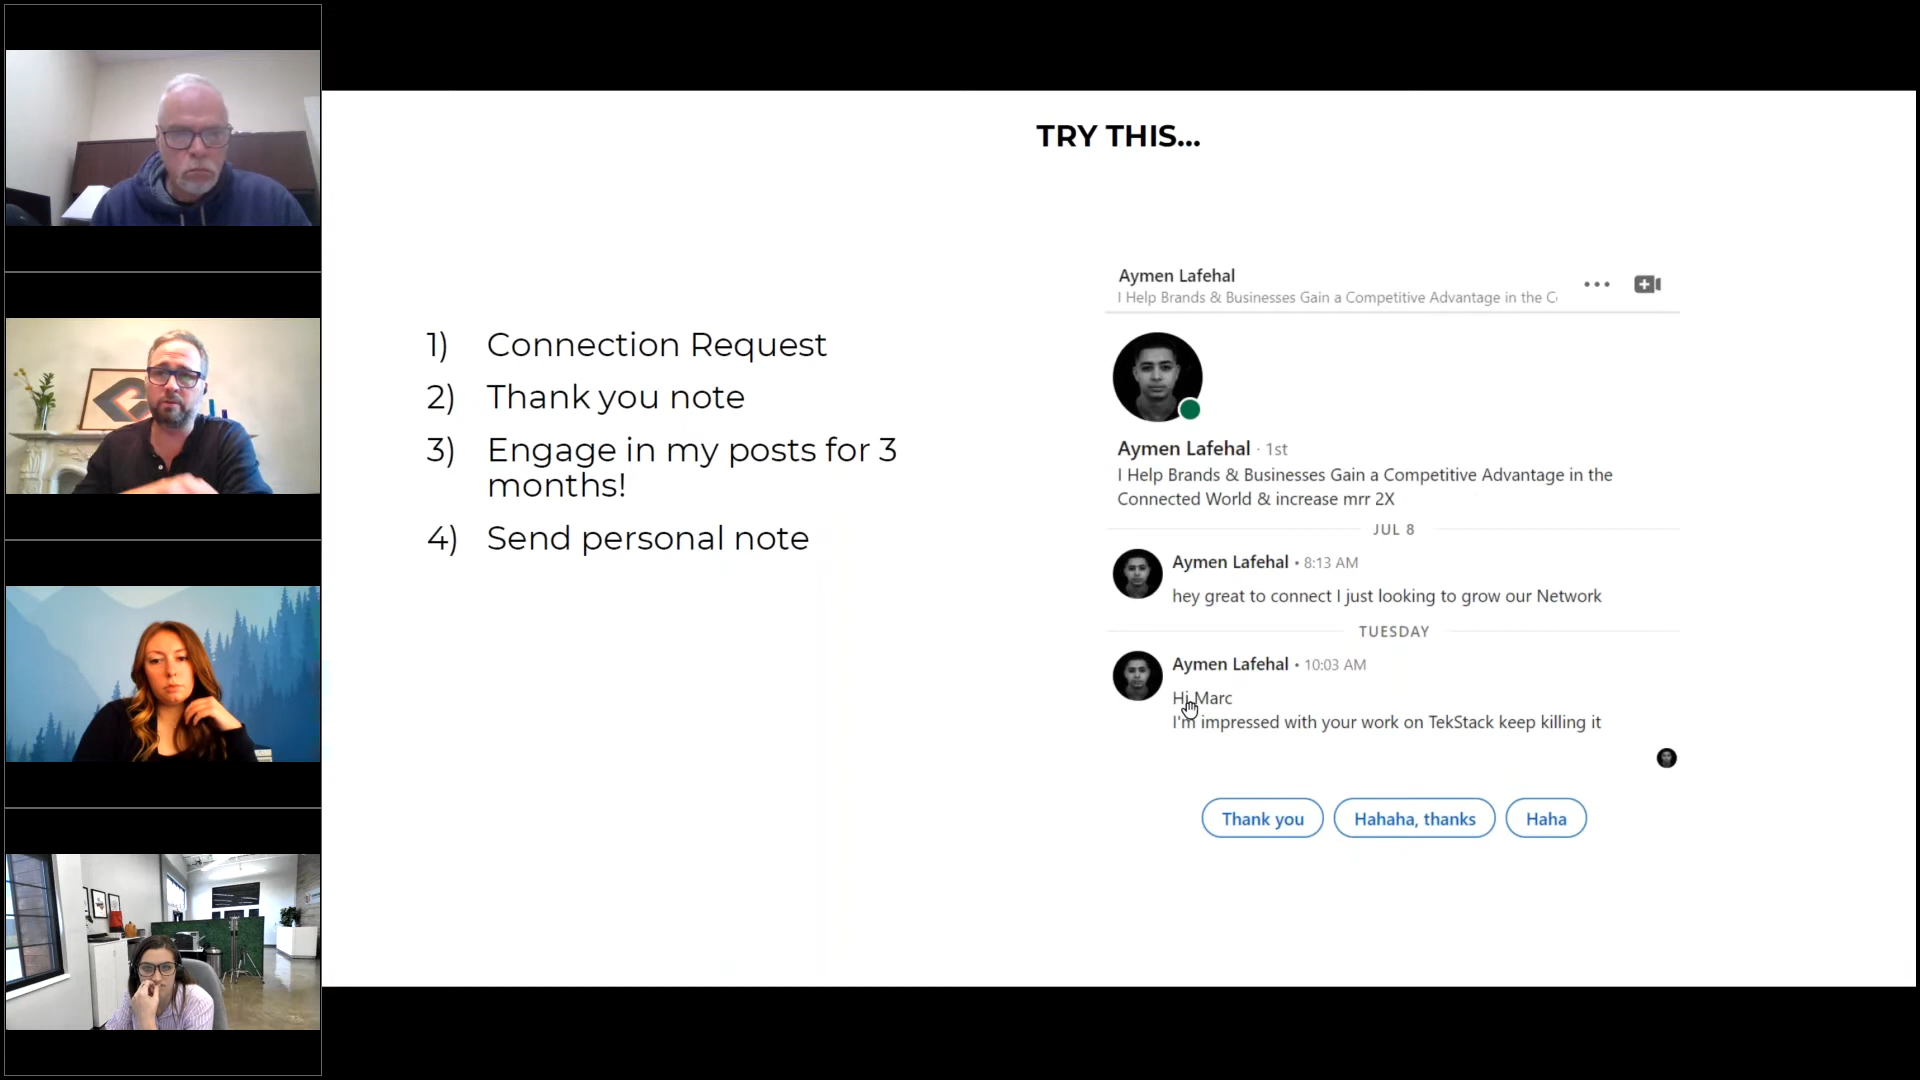 TRY THIS...
1) Connection Request
2) Thank you note
3) Engage in my posts for 3
months!
4) Send personal note
Aymen Lafehal
I Help Brands & Businesses Gain a Competitive Advantage in the C
Aymen Lafehal · 1st
I Help Brands & Businesses Gain a Competitive Advantage in the
Connected World & increase mrr 2X
JUL 8
Aymen Lafehal • 8:13 AM
hey great to connect I just looking to grow our Network
TUESDAY
Aymen Lafehal • 10:03 AM
Hi Marc
I'm impressed with your work on TekStack keep killing it
Thank you
Hahaha, thanks
Haha